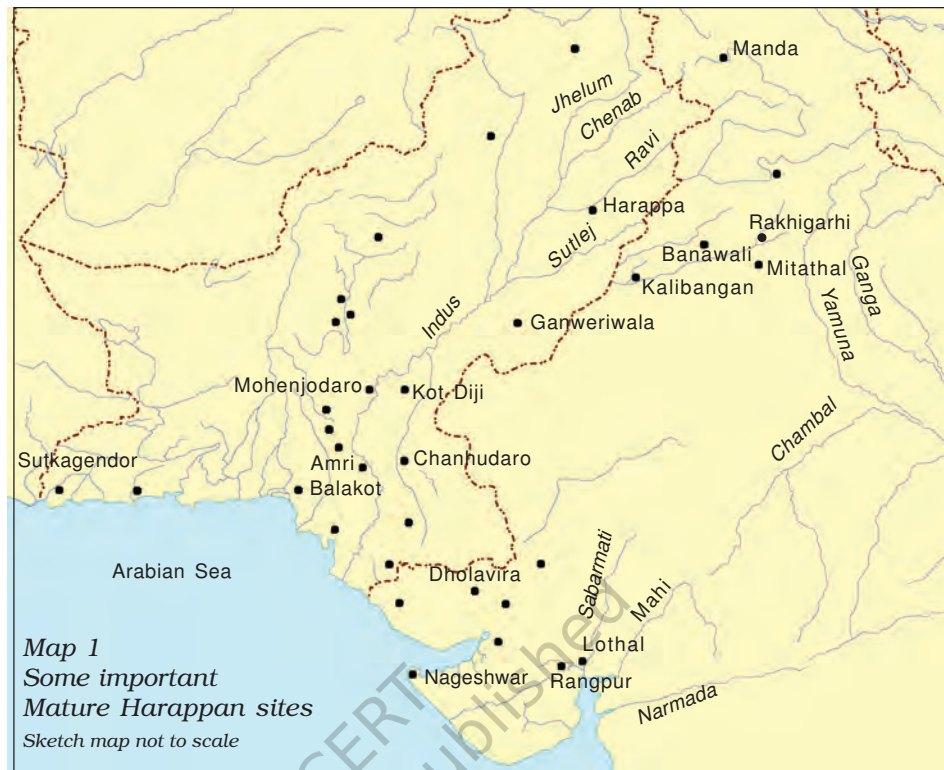 Manda
Jhelum
Chenab
Ravi
Harappa
Sutlej
Rakhigarhi
Banawali
Mitathal
Kalibangan
Ganga
Yamuna
Indus
Ganweriwala
Mohenjodaro
Kot Diji
Chambal
Sutkagendor
Amri
Chanhudaro
Balakot
Arabian Sea
Dholavira
Sabarmati
Mahi
Lothal
Nageshwar
Rangpur
Narmada
Map 1
Some important
Mature Harappan sites
Sketch map not to scale